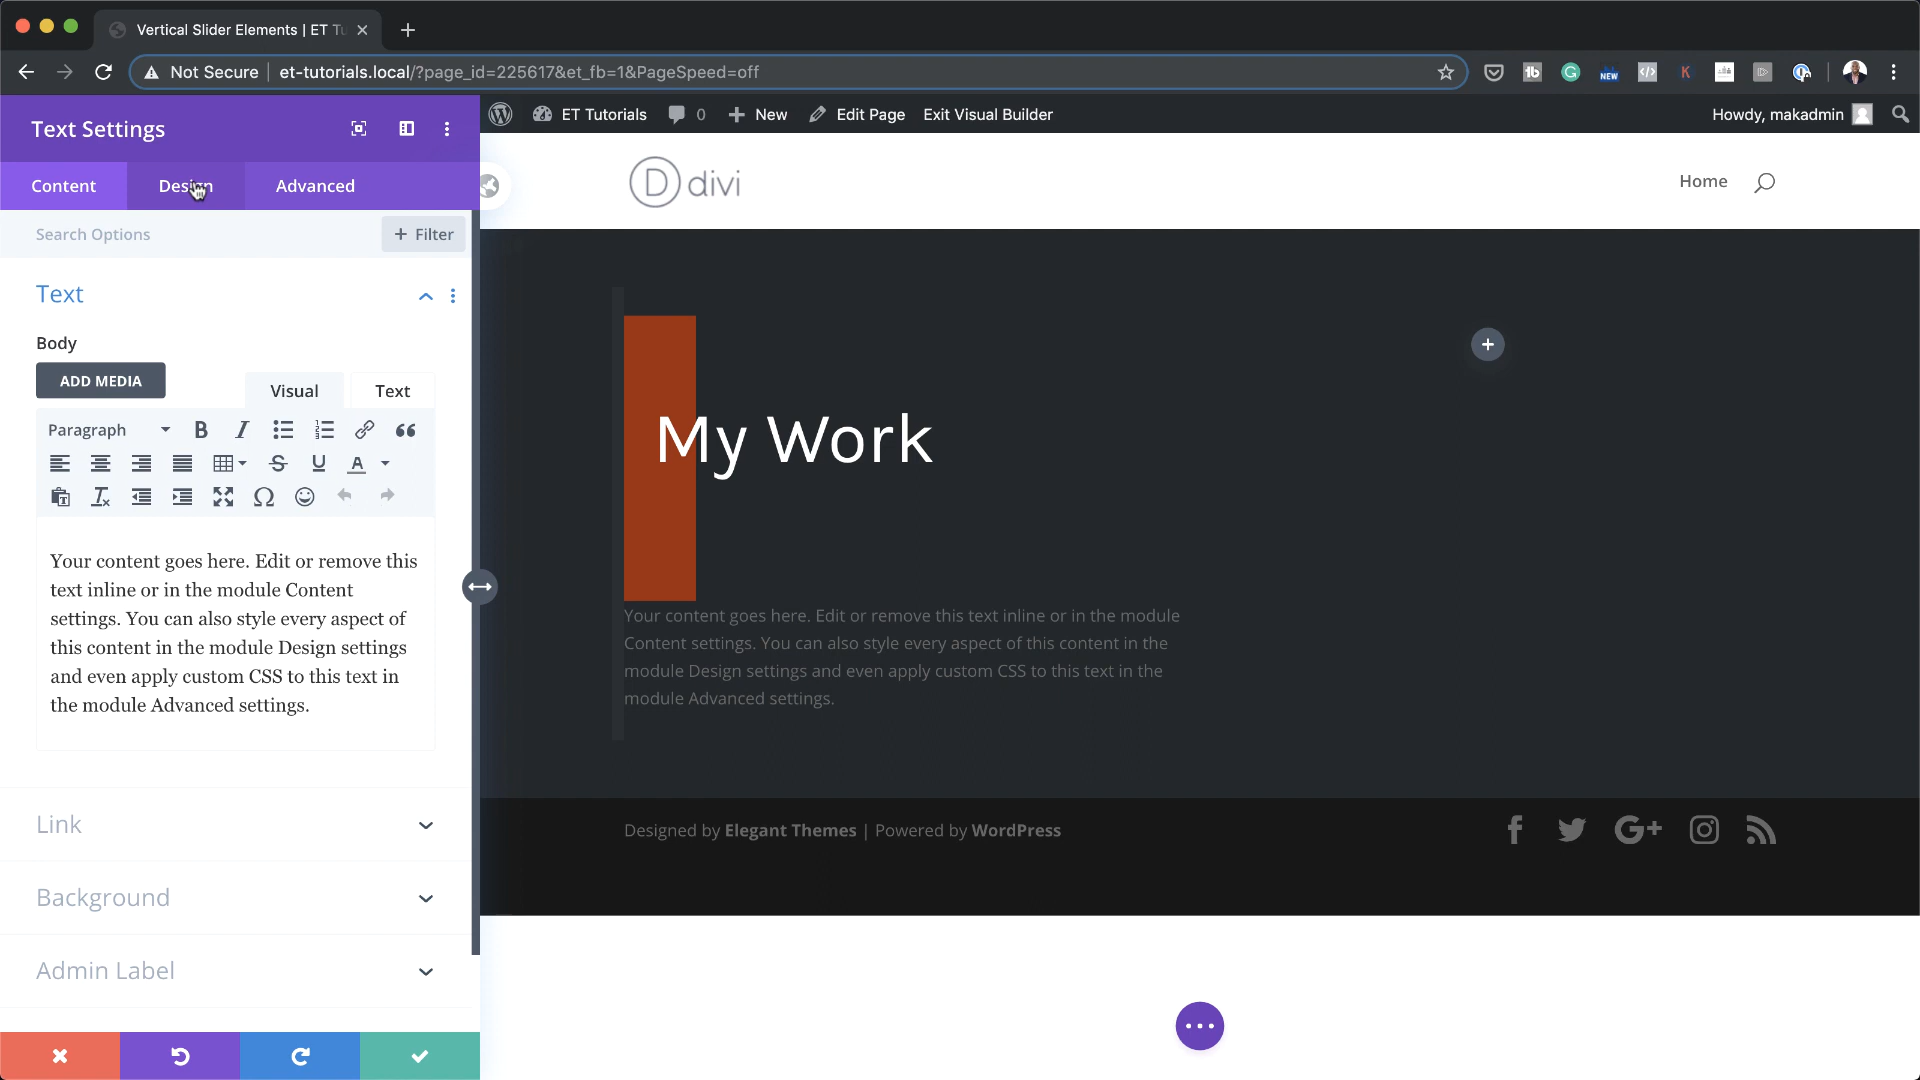 Vertical Slider Elements | ET Tu
Not Secure
et-tutorials.local/?page_id=225617&et_fb=1&PageSpeed=off
tb
G
NEW
K
Text Settings
ET Tutorials
0
New
Edit Page
Exit Visual Builder
Howdy, makadmin
Content
Design
Advanced
D divi
Home
Search Options
+ Filter
Text
Body
ADD MEDIA
Visual
Text
Paragraph
B
I
U
A
Your content goes here. Edit or remove this
text inline or in the module Content
settings. You can also style every aspect of
this content in the module Design settings
and even apply custom CSS to this text in
the module Advanced settings.
My Work
Your content goes here. Edit or remove this text inline or in the module
Content settings. You can also style every aspect of this content in the
module Design settings and even apply custom CSS to this text in the
module Advanced settings.
Link
Background
Admin Label
Designed by Elegant Themes | Powered by WordPress
G+